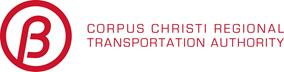 β
CORPUS CHRISTI REGIONAL
TRANSPORTATION AUTHORITY